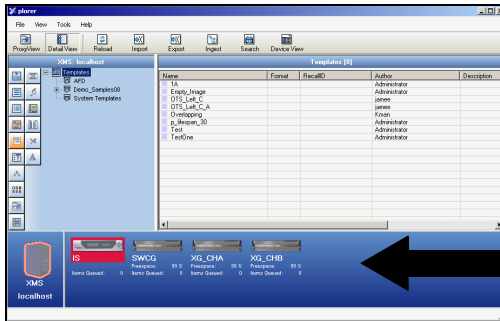 plorer
File View Tools Help
ProxyView Detail View Reload Import Export Ingest Search Device View
XMS: localhost
Templates
AFD
Demo_Samples08
System Templates
Templates [8]
Name Format RecallID Author Description
1A Administrator
Empty_Image Administrator
OTS_Left_C jamee
OTS_Left_C_A jamee
Overlapping Kman
p_lifespan_30 Administrator
Test Administrator
TestOne Administrator
XMS
localhost
IS
Items Queued: 0
SWCG
Freespace: 99 %
Items Queued: 0
XG_CHA
Freespace: 99 %
Items Queued: 0
XG_CHB
Freespace: 99 %
Items Queued: 0